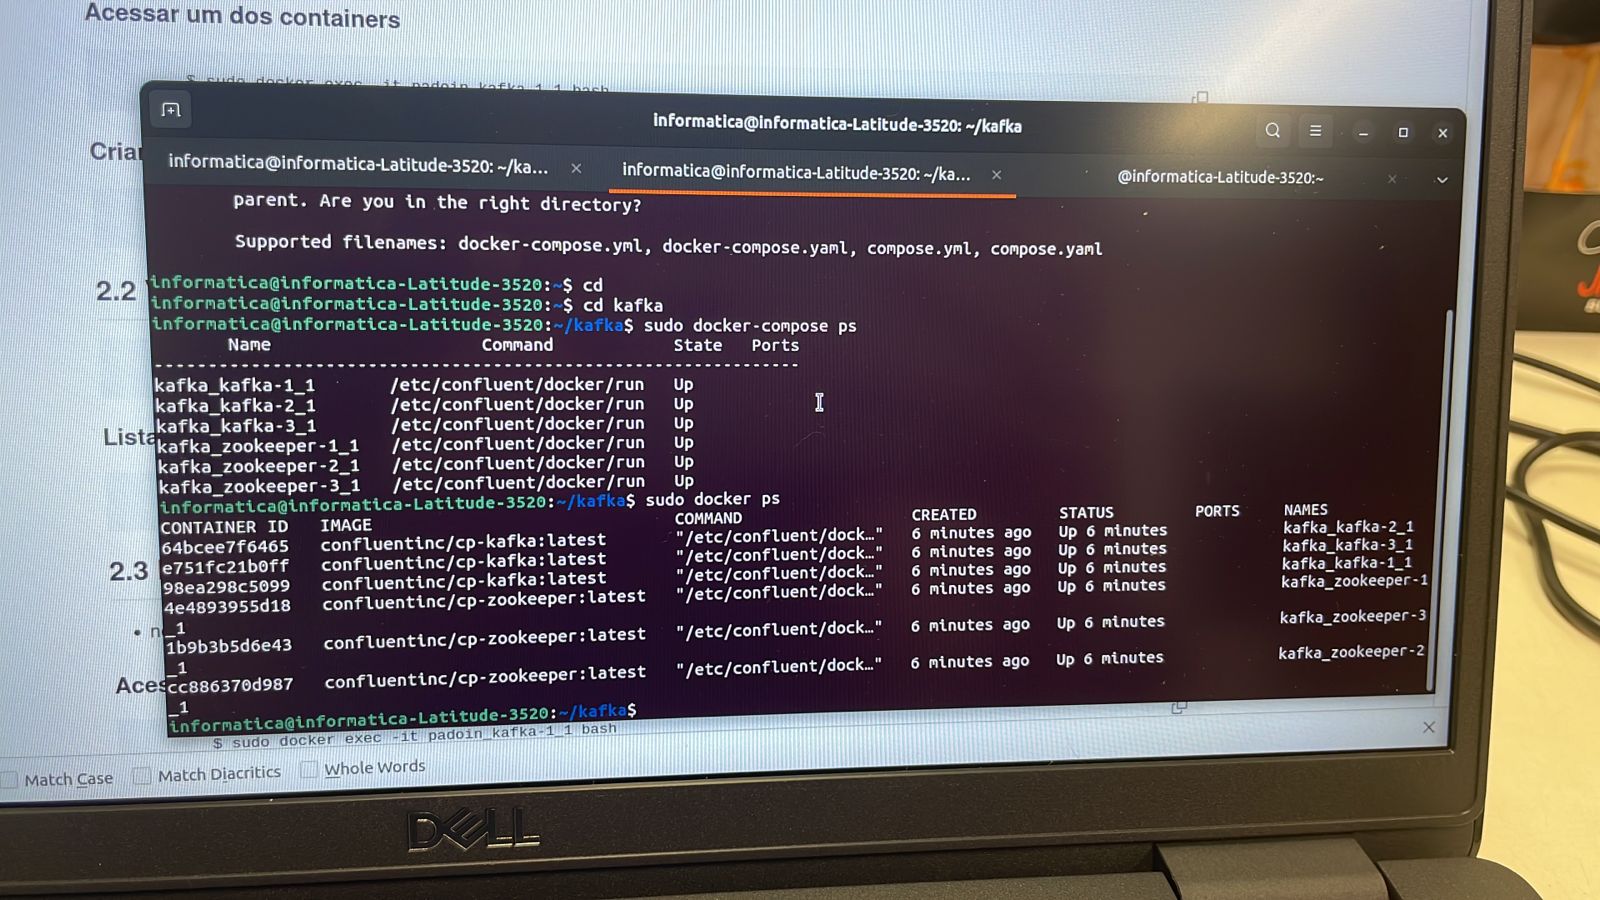 Acessar um dos containers
$ sudo docker exec -it padoin_kafka-1_1 bash
informatica@informatica-Latitude-3520: ~/kafka
Criar
informatica@informatica-Latitude-3520: ~/ka...
informatica@informatica-Latitude-3520: ~/ka...
@informatica-Latitude-3520:~
parent. Are you in the right directory?
Supported filenames: docker-compose.yml, docker-compose.yaml, compose.yml, compose.yaml
2.2
informatica@informatica-Latitude-3520:~$ cd
informatica@informatica-Latitude-3520:~$ cd kafka
informatica@informatica-Latitude-3520:~/kafka$ sudo docker-compose ps
Name Command State Ports
---------------------------------------------------------------
kafka_kafka-1_1 /etc/confluent/docker/run Up
kafka_kafka-2_1 /etc/confluent/docker/run Up
kafka_kafka-3_1 /etc/confluent/docker/run Up
Lista
kafka_zookeeper-1_1 /etc/confluent/docker/run Up
kafka_zookeeper-2_1 /etc/confluent/docker/run Up
kafka_zookeeper-3_1 /etc/confluent/docker/run Up
informatica@informatica-Latitude-3520:~/kafka$ sudo docker ps
CONTAINER ID IMAGE COMMAND CREATED STATUS PORTS NAMES
64bcee7f6465 confluentinc/cp-kafka:latest "/etc/confluent/dock…" 6 minutes ago Up 6 minutes kafka_kafka-2_1
e751fc21b0ff confluentinc/cp-kafka:latest "/etc/confluent/dock…" 6 minutes ago Up 6 minutes kafka_kafka-3_1
2.3
98ea298c5099 confluentinc/cp-kafka:latest "/etc/confluent/dock…" 6 minutes ago Up 6 minutes kafka_kafka-1_1
4e4893955d18 confluentinc/cp-zookeeper:latest "/etc/confluent/dock…" 6 minutes ago Up 6 minutes kafka_zookeeper-1
_1
1b9b3b5d6e43 confluentinc/cp-zookeeper:latest "/etc/confluent/dock…" 6 minutes ago Up 6 minutes kafka_zookeeper-3
_1
Aces
cc886370d987 confluentinc/cp-zookeeper:latest "/etc/confluent/dock…" 6 minutes ago Up 6 minutes kafka_zookeeper-2
_1
informatica@informatica-Latitude-3520:~/kafka$
$ sudo docker exec -it padoin_kafka-1_1 bash
Match Case Match Diacritics Whole Words
DELL